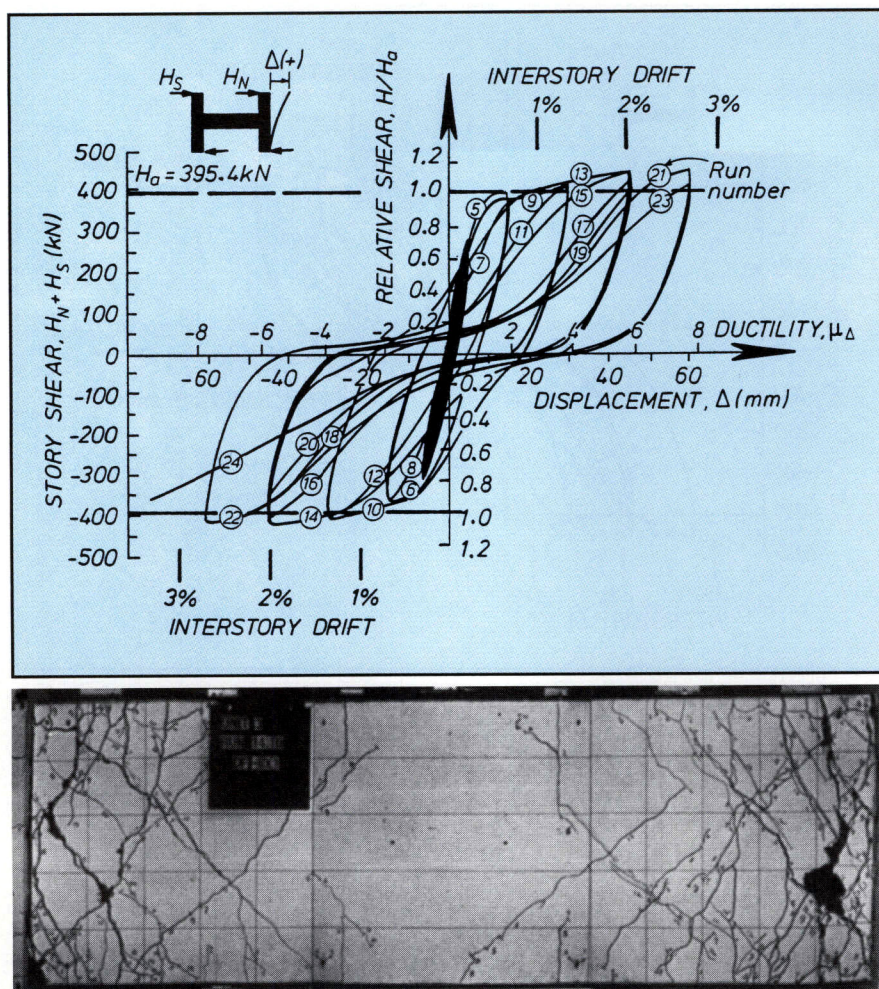 Δ(+)
H_S H_N
H_a = 395.4kN
INTERSTORY DRIFT
1% 2% 3%
STORY SHEAR, H_N + H_S (kN)
500
400
300
200
100
0
-100
-200
-300
-400
-500
RELATIVE SHEAR, H/H_a
1.2
1.0
0.8
0.6
0.4
0.2
0.2
0.4
0.6
0.8
1.0
1.2
Run
number
5 7 9 11 13 15 17 19 21 23
-8 -6 -4 -2 2 4 6 8 DUCTILITY, μ_Δ
-60 -40 -20 20 40 60
DISPLACEMENT, Δ (mm)
24 22 20 18 16 14 12 10 8 6
3% 2% 1%
INTERSTORY DRIFT